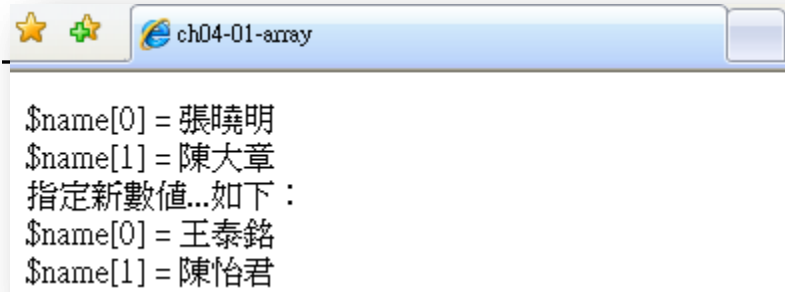 ch04-01-array
$name[0] = 張曉明
$name[1] = 陳大章
指定新數值...如下：
$name[0] = 王泰銘
$name[1] = 陳怡君